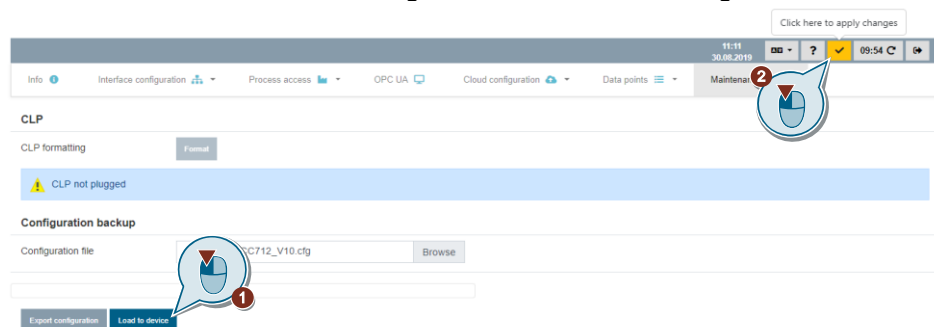 Click here to apply changes
11:11
30.08.2019
?
09:54
Info
Interface configuration
Process access
OPC UA
Cloud configuration
Data points
2
CLP
CLP formatting
Format
CLP not plugged
Configuration backup
Configuration file
CC712_V10.cfg
Browse
1
Export configuration
Load to device